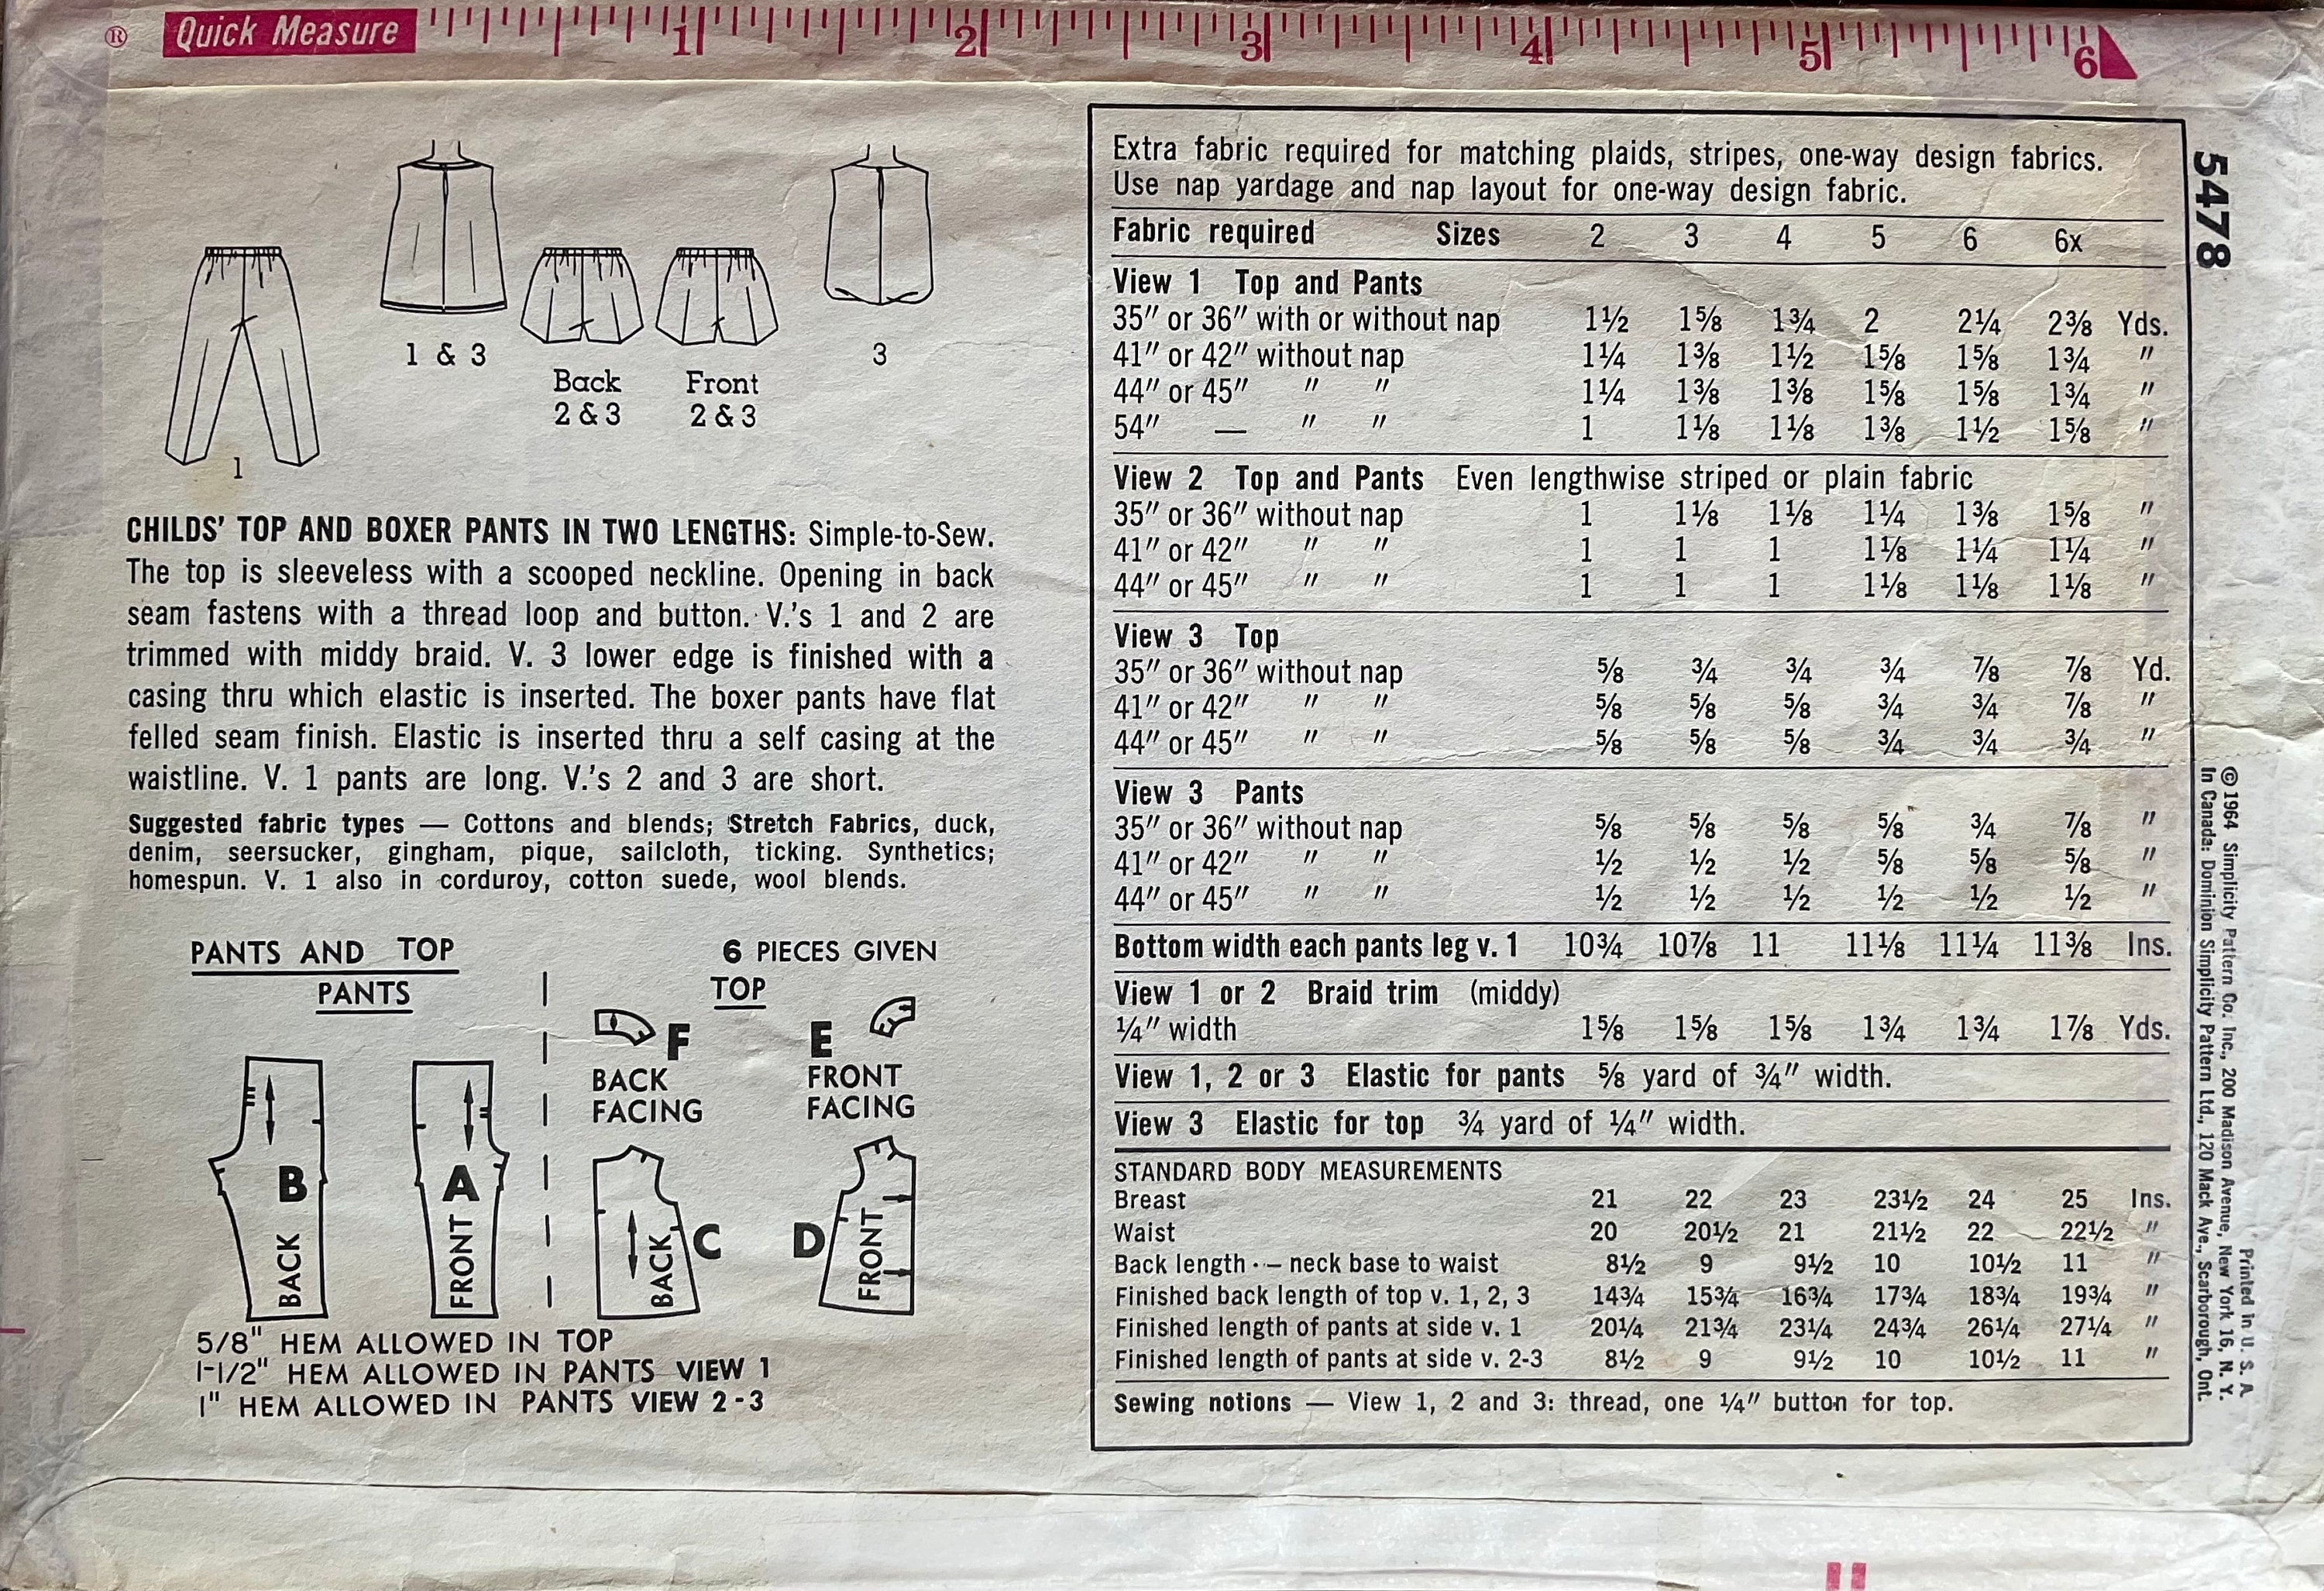 ® Quick Measure 1 2 3 4 5 6
1 & 3
Back
2 & 3
Front
2 & 3
3
1
CHILDS' TOP AND BOXER PANTS IN TWO LENGTHS: Simple-to-Sew.
The top is sleeveless with a scooped neckline. Opening in back
seam fastens with a thread loop and button. V.'s 1 and 2 are
trimmed with middy braid. V. 3 lower edge is finished with a
casing thru which elastic is inserted. The boxer pants have flat
felled seam finish. Elastic is inserted thru a self casing at the
waistline. V. 1 pants are long. V.'s 2 and 3 are short.
Suggested fabric types — Cottons and blends; Stretch Fabrics, duck,
denim, seersucker, gingham, pique, sailcloth, ticking. Synthetics;
homespun. V. 1 also in corduroy, cotton suede, wool blends.
PANTS AND TOP
6 PIECES GIVEN
PANTS
TOP
F
BACK
FACING
E
FRONT
FACING
B
BACK
A
FRONT
C
BACK
D
FRONT
5/8" HEM ALLOWED IN TOP
1-1/2" HEM ALLOWED IN PANTS VIEW 1
1" HEM ALLOWED IN PANTS VIEW 2-3
Extra fabric required for matching plaids, stripes, one-way design fabrics.
Use nap yardage and nap layout for one-way design fabric.
Fabric required Sizes 2 3 4 5 6 6x
View 1 Top and Pants
35" or 36" with or without nap 1½ 1⅝ 1¾ 2 2¼ 2⅜ Yds.
41" or 42" without nap 1¼ 1⅜ 1½ 1⅝ 1⅝ 1¾ "
44" or 45" " " 1¼ 1⅜ 1⅜ 1⅝ 1⅝ 1¾ "
54" — " " 1 1⅛ 1⅛ 1⅜ 1½ 1⅝ "
View 2 Top and Pants Even lengthwise striped or plain fabric
35" or 36" without nap 1 1⅛ 1⅛ 1¼ 1⅜ 1⅝ "
41" or 42" " " 1 1 1 1⅛ 1¼ 1¼ "
44" or 45" " " 1 1 1 1⅛ 1⅛ 1⅛ "
View 3 Top
35" or 36" without nap ⅝ ¾ ¾ ¾ ⅞ ⅞ Yd.
41" or 42" " " ⅝ ⅝ ⅝ ¾ ¾ ⅞ "
44" or 45" " " ⅝ ⅝ ⅝ ¾ ¾ ¾ "
View 3 Pants
35" or 36" without nap ⅝ ⅝ ⅝ ⅝ ¾ ⅞ "
41" or 42" " " ½ ½ ½ ⅝ ⅝ ⅝ "
44" or 45" " " ½ ½ ½ ½ ½ ½ "
Bottom width each pants leg v. 1 10¾ 10⅞ 11 11⅛ 11¼ 11⅜ Ins.
View 1 or 2 Braid trim (middy)
¼" width 1⅝ 1⅝ 1⅝ 1¾ 1¾ 1⅞ Yds.
View 1, 2 or 3 Elastic for pants ⅝ yard of ¾" width.
View 3 Elastic for top ¾ yard of ¼" width.
STANDARD BODY MEASUREMENTS
Breast 21 22 23 23½ 24 25 Ins.
Waist 20 20½ 21 21½ 22 22½ "
Back length - – neck base to waist 8½ 9 9½ 10 10½ 11 "
Finished back length of top v. 1, 2, 3 14¾ 15¾ 16¾ 17¾ 18¾ 19¾ "
Finished length of pants at side v. 1 20¼ 21¾ 23¼ 24¾ 26¼ 27¼ "
Finished length of pants at side v. 2-3 8½ 9 9½ 10 10½ 11 "
Sewing notions — View 1, 2 and 3: thread, one ¼" button for top.
5478
Printed in U. S. A
© 1964 Simplicity Pattern Co. Inc., 200 Madison Avenue, New York 16, N. Y.
In Canada: Dominion Simplicity Pattern Ltd., 120 Mack Ave., Scarborough, Ont.